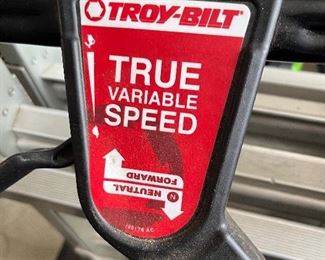 TROY-BILT
TRUE
VARIABLE
SPEED
FORWARD
NEUTRAL
N